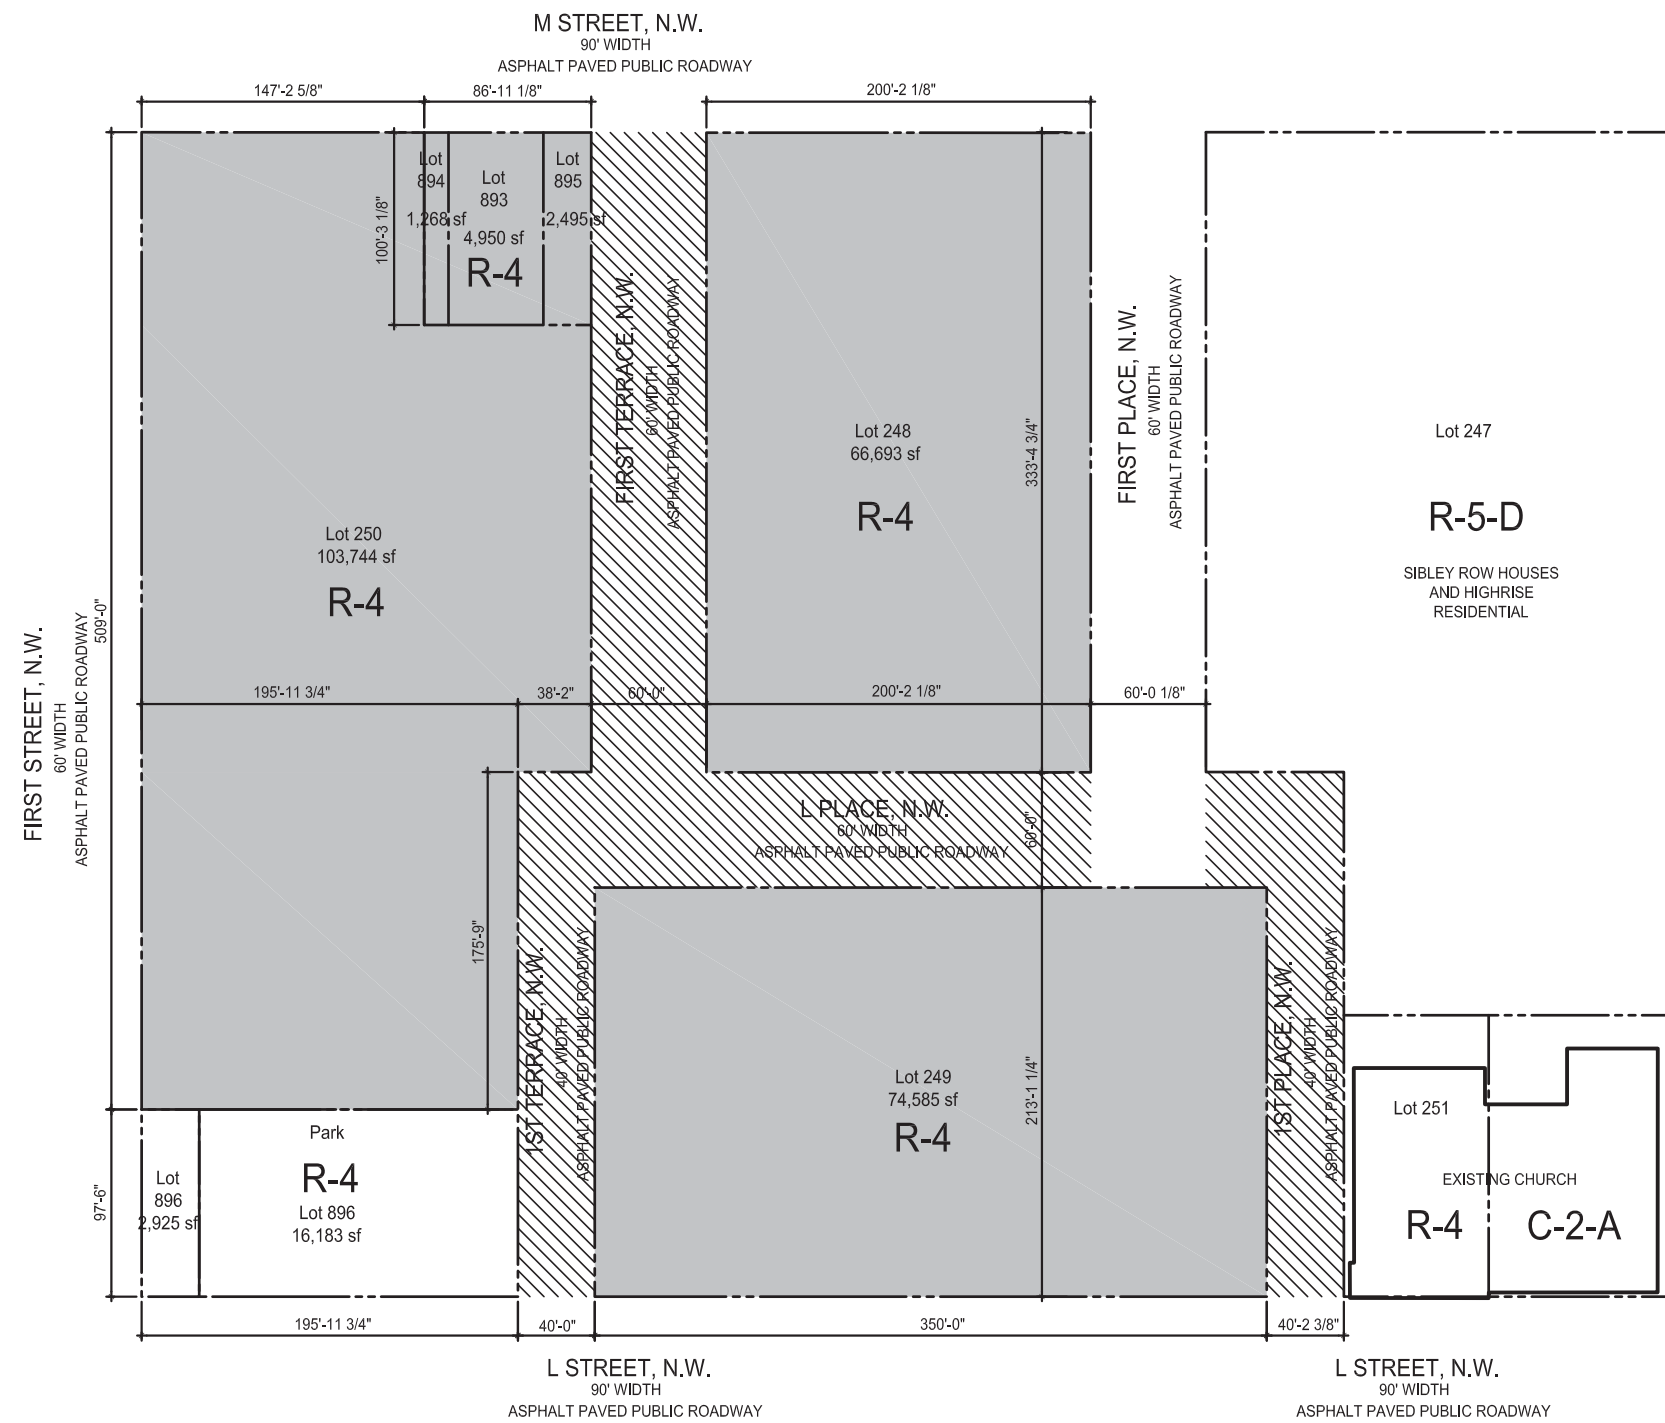 M STREET, N.W.
90' WIDTH
ASPHALT PAVED PUBLIC ROADWAY
147'-2 5/8"
86'-11 1/8"
200'-2 1/8"
Lot
894
1,268 sf
Lot
893
4,950 sf
R-4
Lot
895
2,495 sf
100'-3 1/8"
FIRST TERRACE, N.W.
60' WIDTH
ASPHALT PAVED PUBLIC ROADWAY
Lot 248
66,693 sf
R-4
333'-4 3/4"
FIRST PLACE, N.W.
60' WIDTH
ASPHALT PAVED PUBLIC ROADWAY
Lot 247
R-5-D
SIBLEY ROW HOUSES
AND HIGHRISE
RESIDENTIAL
Lot 250
103,744 sf
R-4
FIRST STREET, N.W.
60' WIDTH
ASPHALT PAVED PUBLIC ROADWAY
509'-0"
195'-11 3/4"
38'-2"
60'-0"
200'-2 1/8"
60'-0 1/8"
L PLACE, N.W.
60' WIDTH
ASPHALT PAVED PUBLIC ROADWAY
60'-0"
175'-9"
1ST TERRACE, N.W.
40' WIDTH
ASPHALT PAVED PUBLIC ROADWAY
Lot 249
74,585 sf
R-4
213'-1 1/4"
1ST PLACE, N.W.
40' WIDTH
ASPHALT PAVED PUBLIC ROADWAY
Lot 251
EXISTING CHURCH
R-4
C-2-A
97'-6"
Lot
896
2,925 sf
Park
R-4
Lot 896
16,183 sf
195'-11 3/4"
40'-0"
350'-0"
40'-2 3/8"
L STREET, N.W.
90' WIDTH
ASPHALT PAVED PUBLIC ROADWAY
L STREET, N.W.
90' WIDTH
ASPHALT PAVED PUBLIC ROADWAY